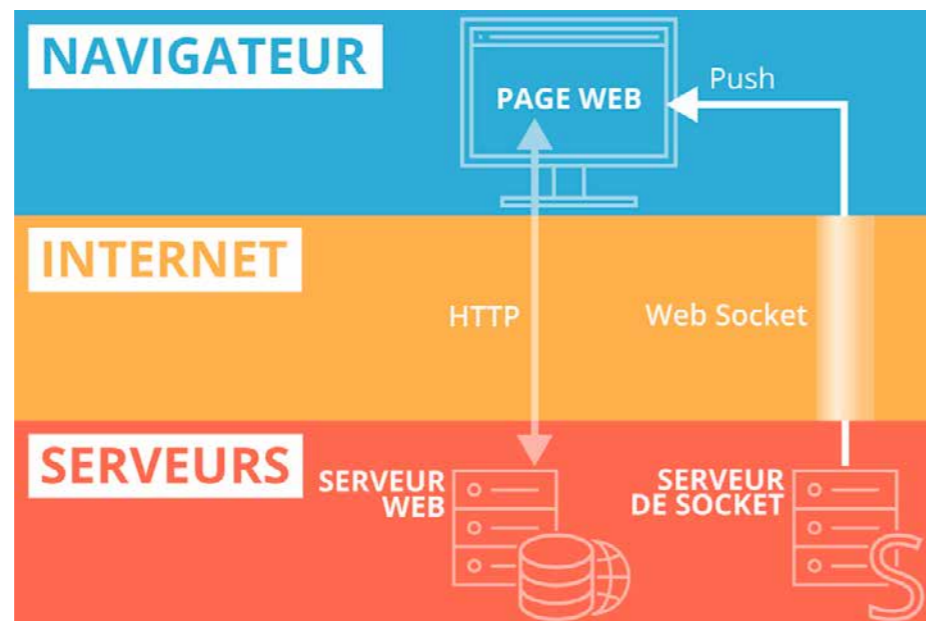 NAVIGATEUR
PAGE WEB
Push
INTERNET
HTTP
Web Socket
SERVEURS
SERVEUR
WEB
SERVEUR
DE SOCKET
S